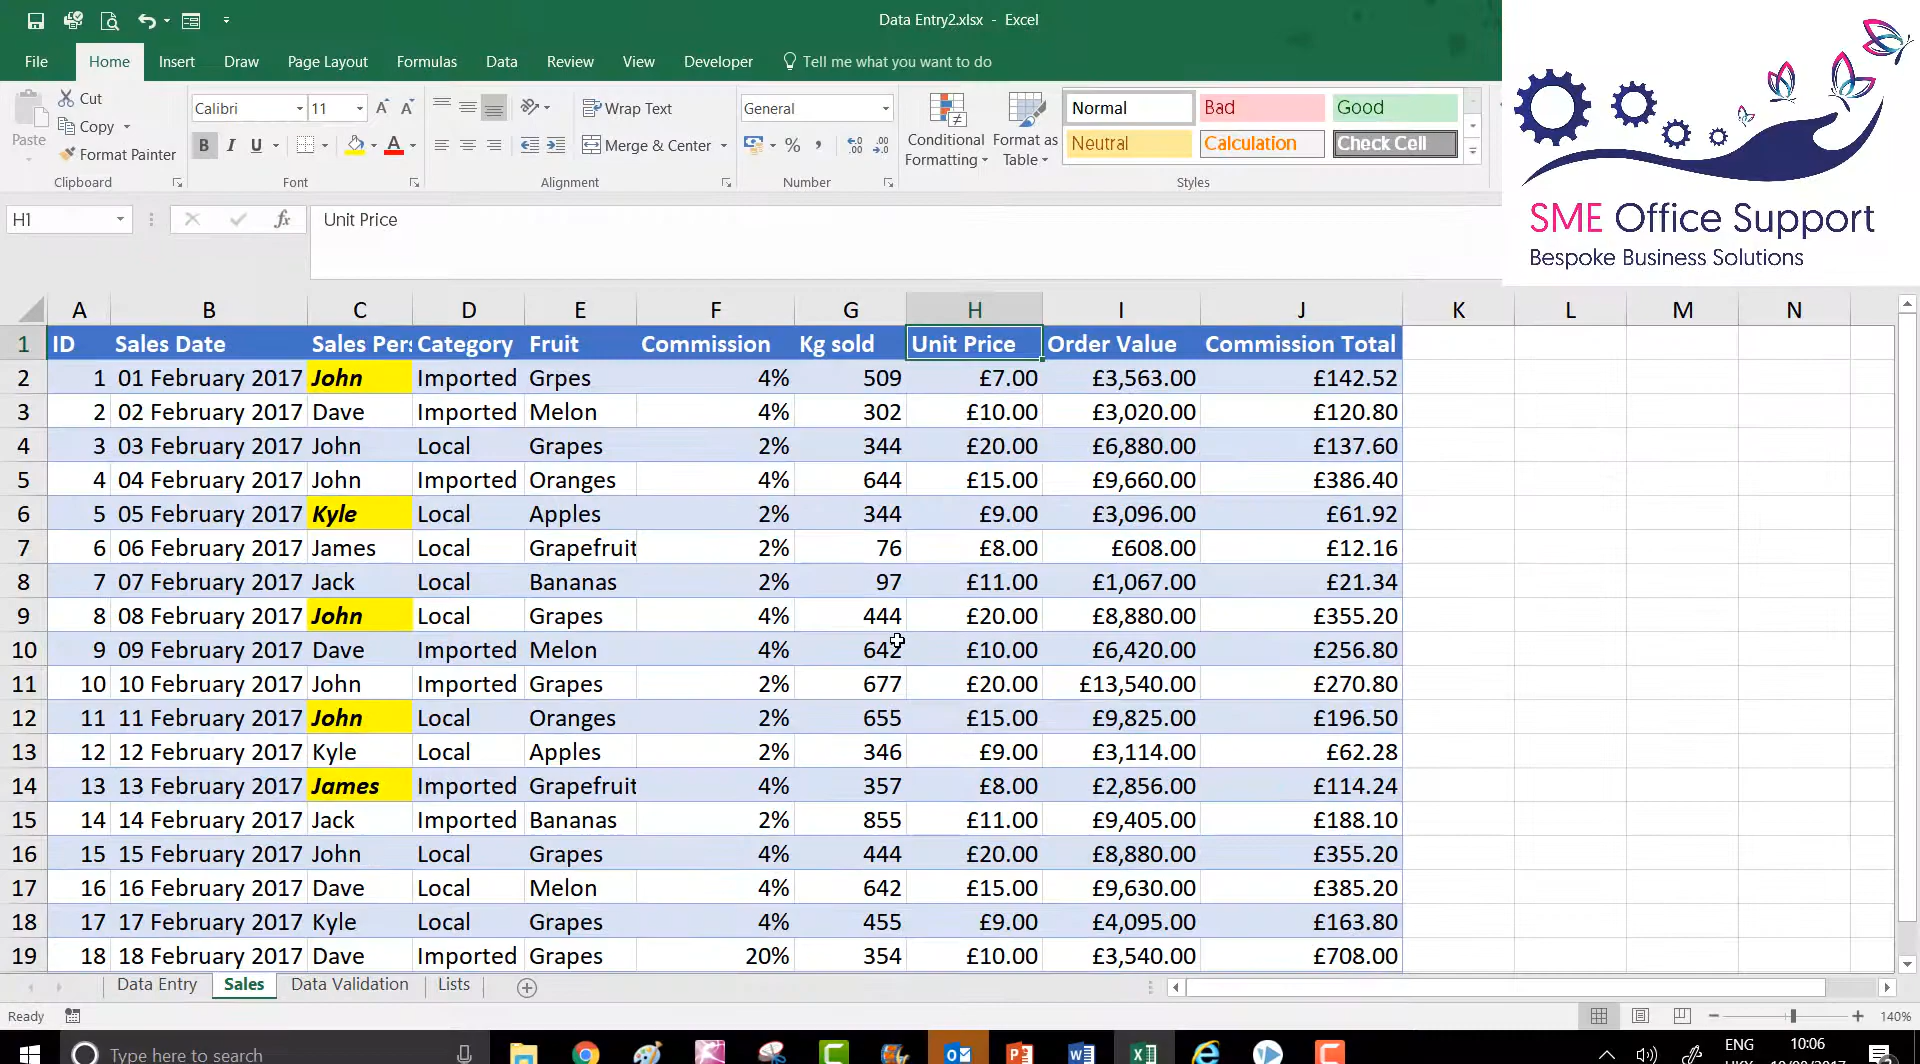 Data Entry2.xlsx - Excel
File Home Insert Draw Page Layout Formulas Data Review View Developer Tell me what you want to do
Paste
Cut
Copy
Format Painter
Clipboard
Calibri 11
B I U
Font
Wrap Text
Merge & Center
Alignment
General
%
Number
Conditional Formatting
Format as Table
Normal Bad Good
Neutral Calculation Check Cell
Styles
SME Office Support
Bespoke Business Solutions
H1 fx Unit Price
A B C D E F G H I J K L M N
1 ID Sales Date Sales Pers Category Fruit Commission Kg sold Unit Price Order Value Commission Total
2 1 01 February 2017 John Imported Grpes 4% 509 £7.00 £3,563.00 £142.52
3 2 02 February 2017 Dave Imported Melon 4% 302 £10.00 £3,020.00 £120.80
4 3 03 February 2017 John Local Grapes 2% 344 £20.00 £6,880.00 £137.60
5 4 04 February 2017 John Imported Oranges 4% 644 £15.00 £9,660.00 £386.40
6 5 05 February 2017 Kyle Local Apples 2% 344 £9.00 £3,096.00 £61.92
7 6 06 February 2017 James Local Grapefruit 2% 76 £8.00 £608.00 £12.16
8 7 07 February 2017 Jack Local Bananas 2% 97 £11.00 £1,067.00 £21.34
9 8 08 February 2017 John Local Grapes 4% 444 £20.00 £8,880.00 £355.20
10 9 09 February 2017 Dave Imported Melon 4% 642 £10.00 £6,420.00 £256.80
11 10 10 February 2017 John Imported Grapes 2% 677 £20.00 £13,540.00 £270.80
12 11 11 February 2017 John Local Oranges 2% 655 £15.00 £9,825.00 £196.50
13 12 12 February 2017 Kyle Local Apples 2% 346 £9.00 £3,114.00 £62.28
14 13 13 February 2017 James Imported Grapefruit 4% 357 £8.00 £2,856.00 £114.24
15 14 14 February 2017 Jack Imported Bananas 2% 855 £11.00 £9,405.00 £188.10
16 15 15 February 2017 John Local Grapes 4% 444 £20.00 £8,880.00 £355.20
17 16 16 February 2017 Dave Local Melon 4% 642 £15.00 £9,630.00 £385.20
18 17 17 February 2017 Kyle Local Grapes 4% 455 £9.00 £4,095.00 £163.80
19 18 18 February 2017 Dave Imported Grapes 20% 354 £10.00 £3,540.00 £708.00
Data Entry Sales Data Validation Lists
Ready 140%
Type here to search ENG 10:06